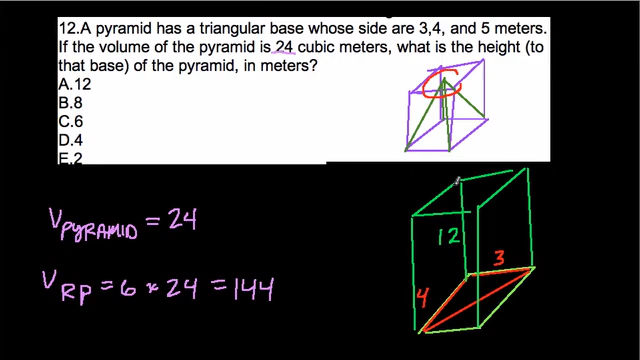 12.A pyramid has a triangular base whose side are 3,4, and 5 meters.
If the volume of the pyramid is 24 cubic meters, what is the height (to
that base) of the pyramid, in meters?
A.12
B.8
C.6
D.4
E.2
VPYRAMID = 24
VRP = 6 * 24 = 144
12
3
4